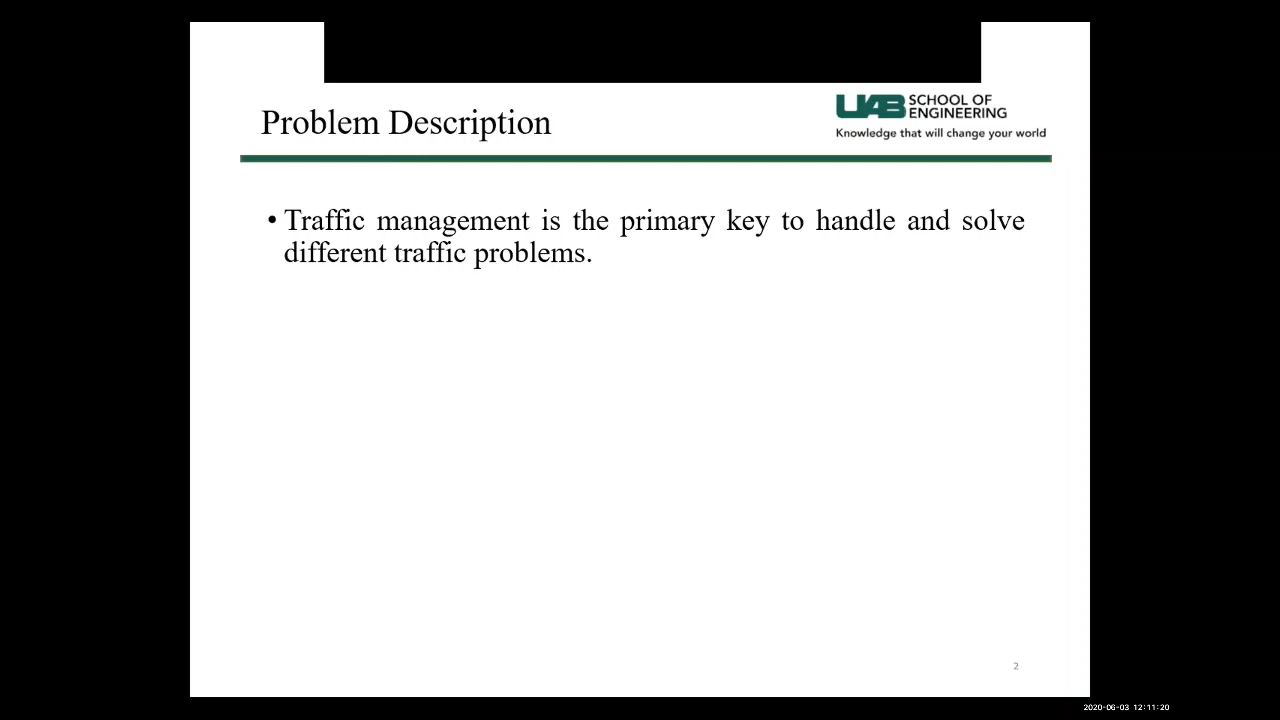 Problem Description
UAB SCHOOL OF
ENGINEERING
Knowledge that will change your world
• Traffic management is the primary key to handle and solve
different traffic problems.
2
2020-06-03 12:11:20